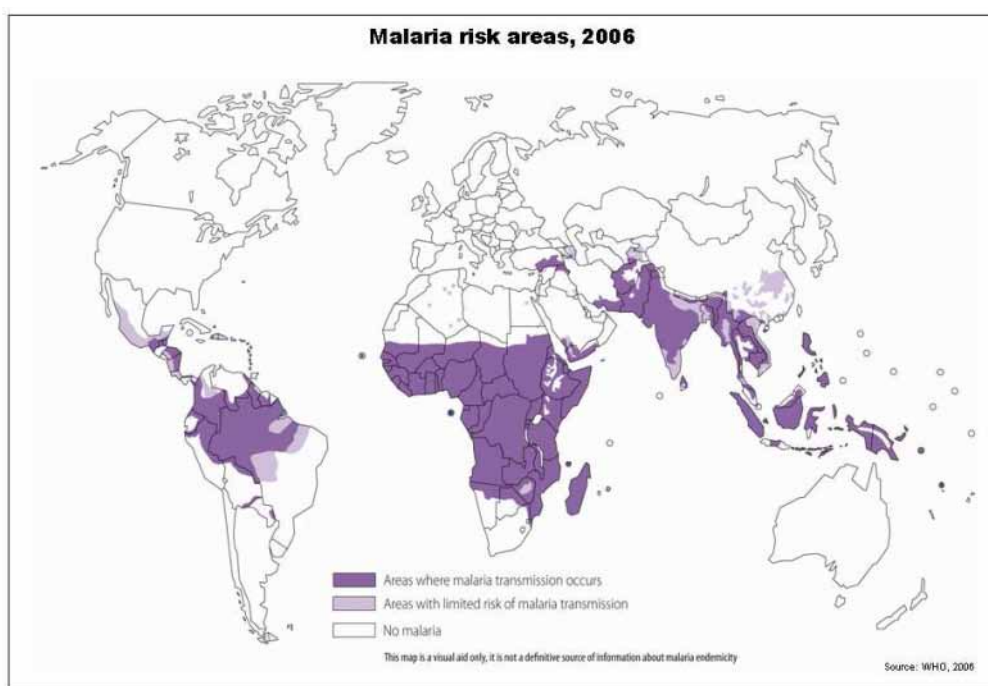 Malaria risk areas, 2006
Areas where malaria transmission occurs
Areas with limited risk of malaria transmission
No malaria
This map is a visual aid only, it is not a definitive source of information about malaria endemicity
Source: WHO, 2006